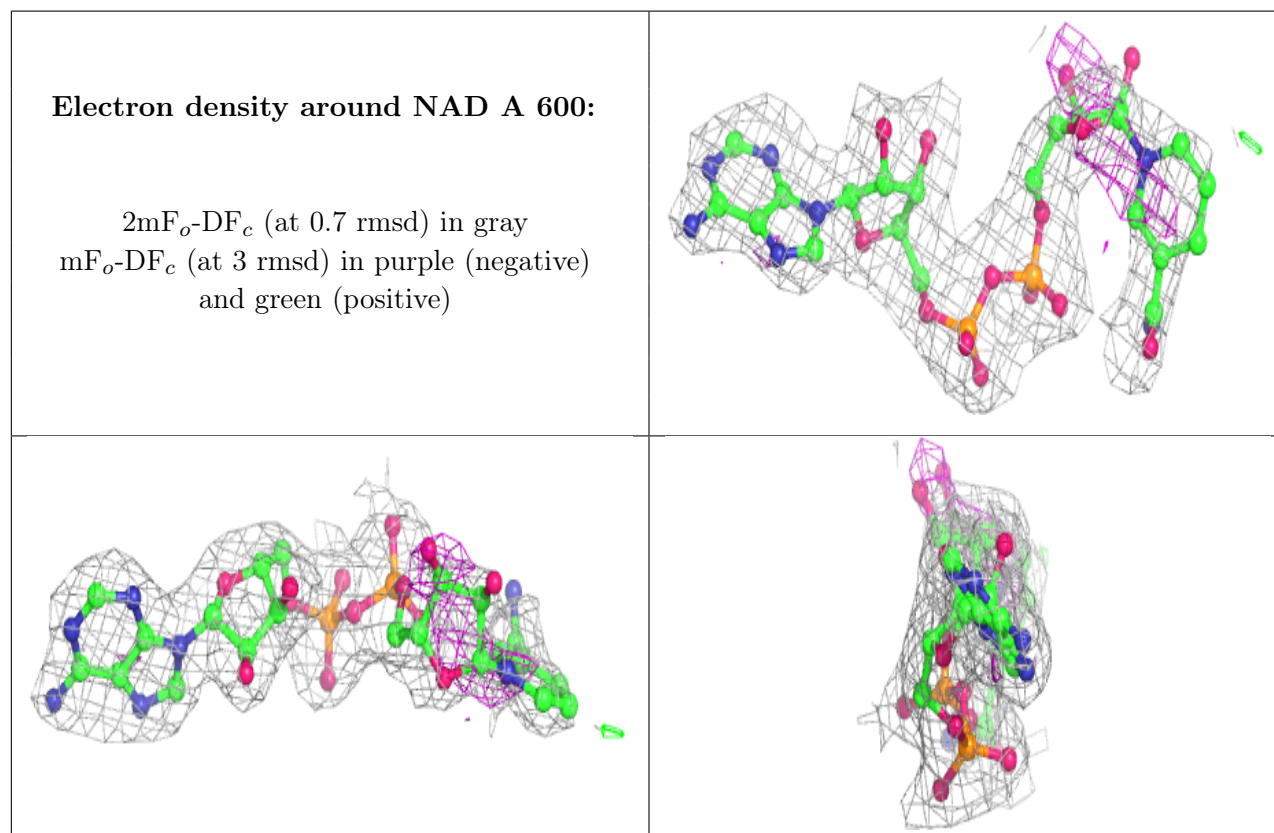 Electron density around NAD A 600:
2mFo-DFc (at 0.7 rmsd) in gray
mFo-DFc (at 3 rmsd) in purple (negative)
and green (positive)